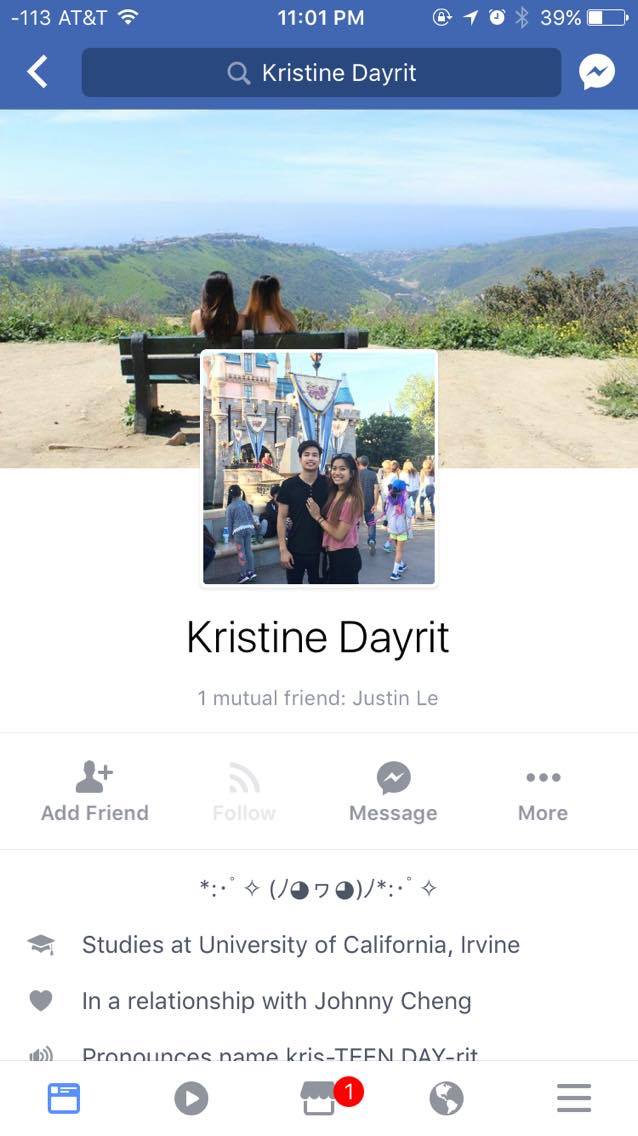 -113 AT&T 11:01 PM 39%
Kristine Dayrit
Kristine Dayrit
1 mutual friend: Justin Le
Add Friend Follow Message More
*:･ﾟ✧ (ﾉ◕ヮ◕)ﾉ*:･ﾟ✧
Studies at University of California, Irvine
In a relationship with Johnny Cheng
Pronounces name kris-TEEN DAY-rit
1